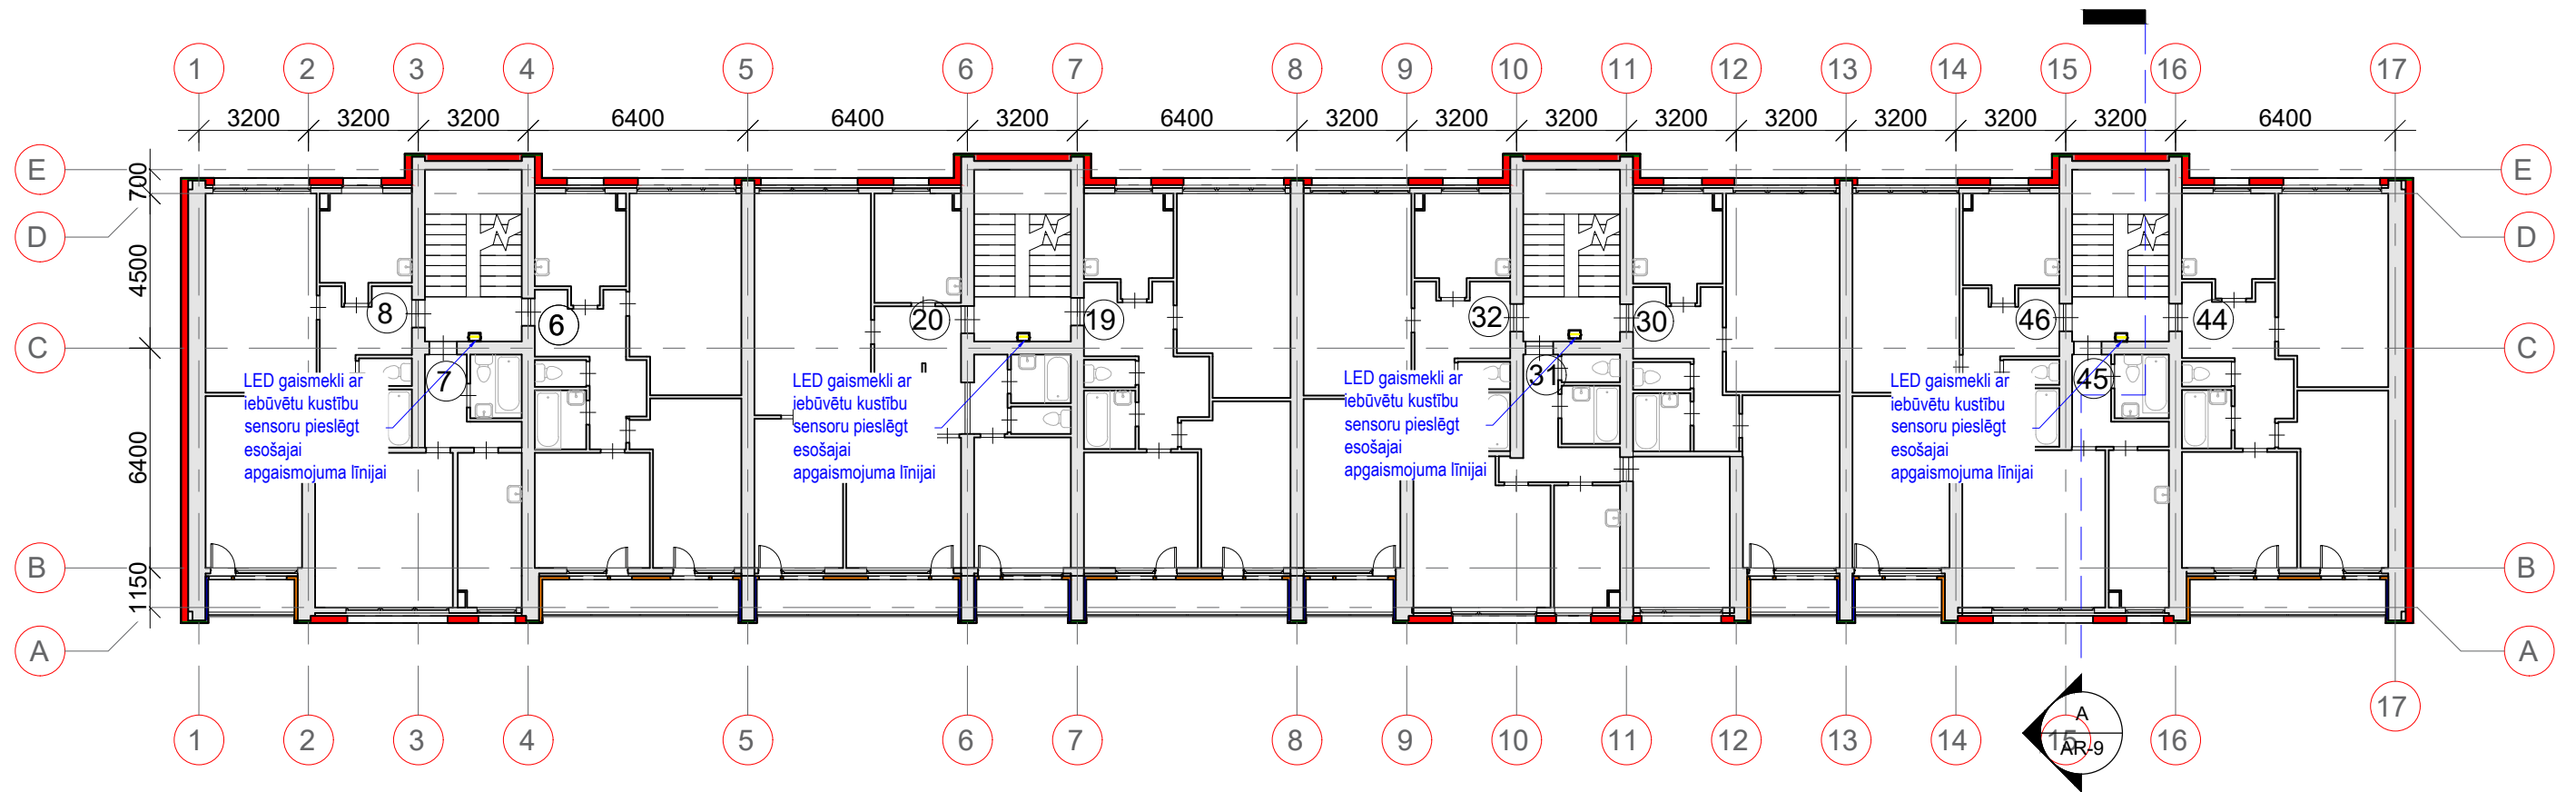 1 2 3 4 5 6 7 8 9 10 11 12 13 14 15 16 17
3200 3200 3200 6400 6400 3200 6400 3200 3200 3200 3200 3200 3200 3200 3200 6400
E E
700
D D
4500
8 6 20 19 32 30 46 44
C C
7 31 45
LED gaismekli ar
iebūvētu kustību
sensoru pieslēgt
esošajai
apgaismojuma līnijai
LED gaismekli ar
iebūvētu kustību
sensoru pieslēgt
esošajai
apgaismojuma līnijai
LED gaismekli ar
iebūvētu kustību
sensoru pieslēgt
esošajai
apgaismojuma līnijai
LED gaismekli ar
iebūvētu kustību
sensoru pieslēgt
esošajai
apgaismojuma līnijai
6400
B B
1150
A A
1 2 3 4 5 6 7 8 9 10 11 12 13 14 15 16 17
A
AR-9